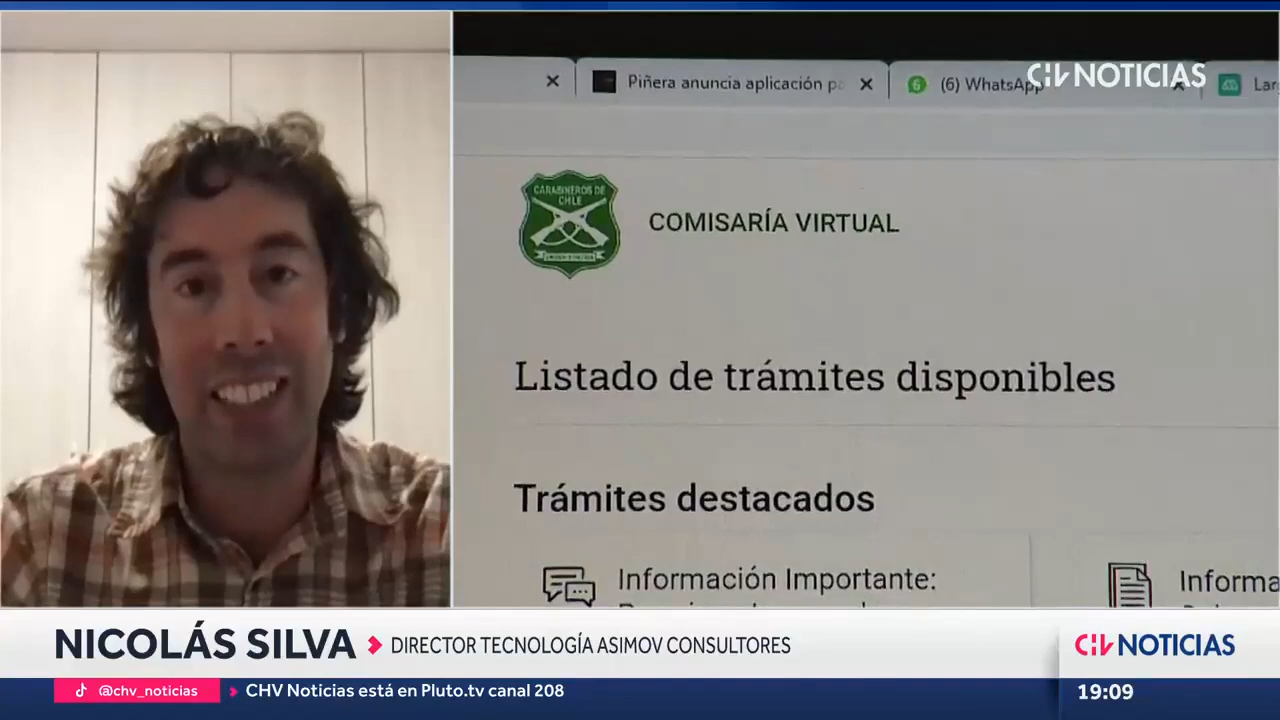 Piñera anuncia aplicación
(6) WhatsApp
CHV NOTICIAS
CARABINEROS DE
CHILE
COMISARÍA VIRTUAL
Listado de trámites disponibles
Trámites destacados
Información Importante:
NICOLÁS SILVA
DIRECTOR TECNOLOGÍA ASIMOV CONSULTORES
CHV NOTICIAS
@chv_noticias
CHV Noticias está en Pluto.tv canal 208
19:09